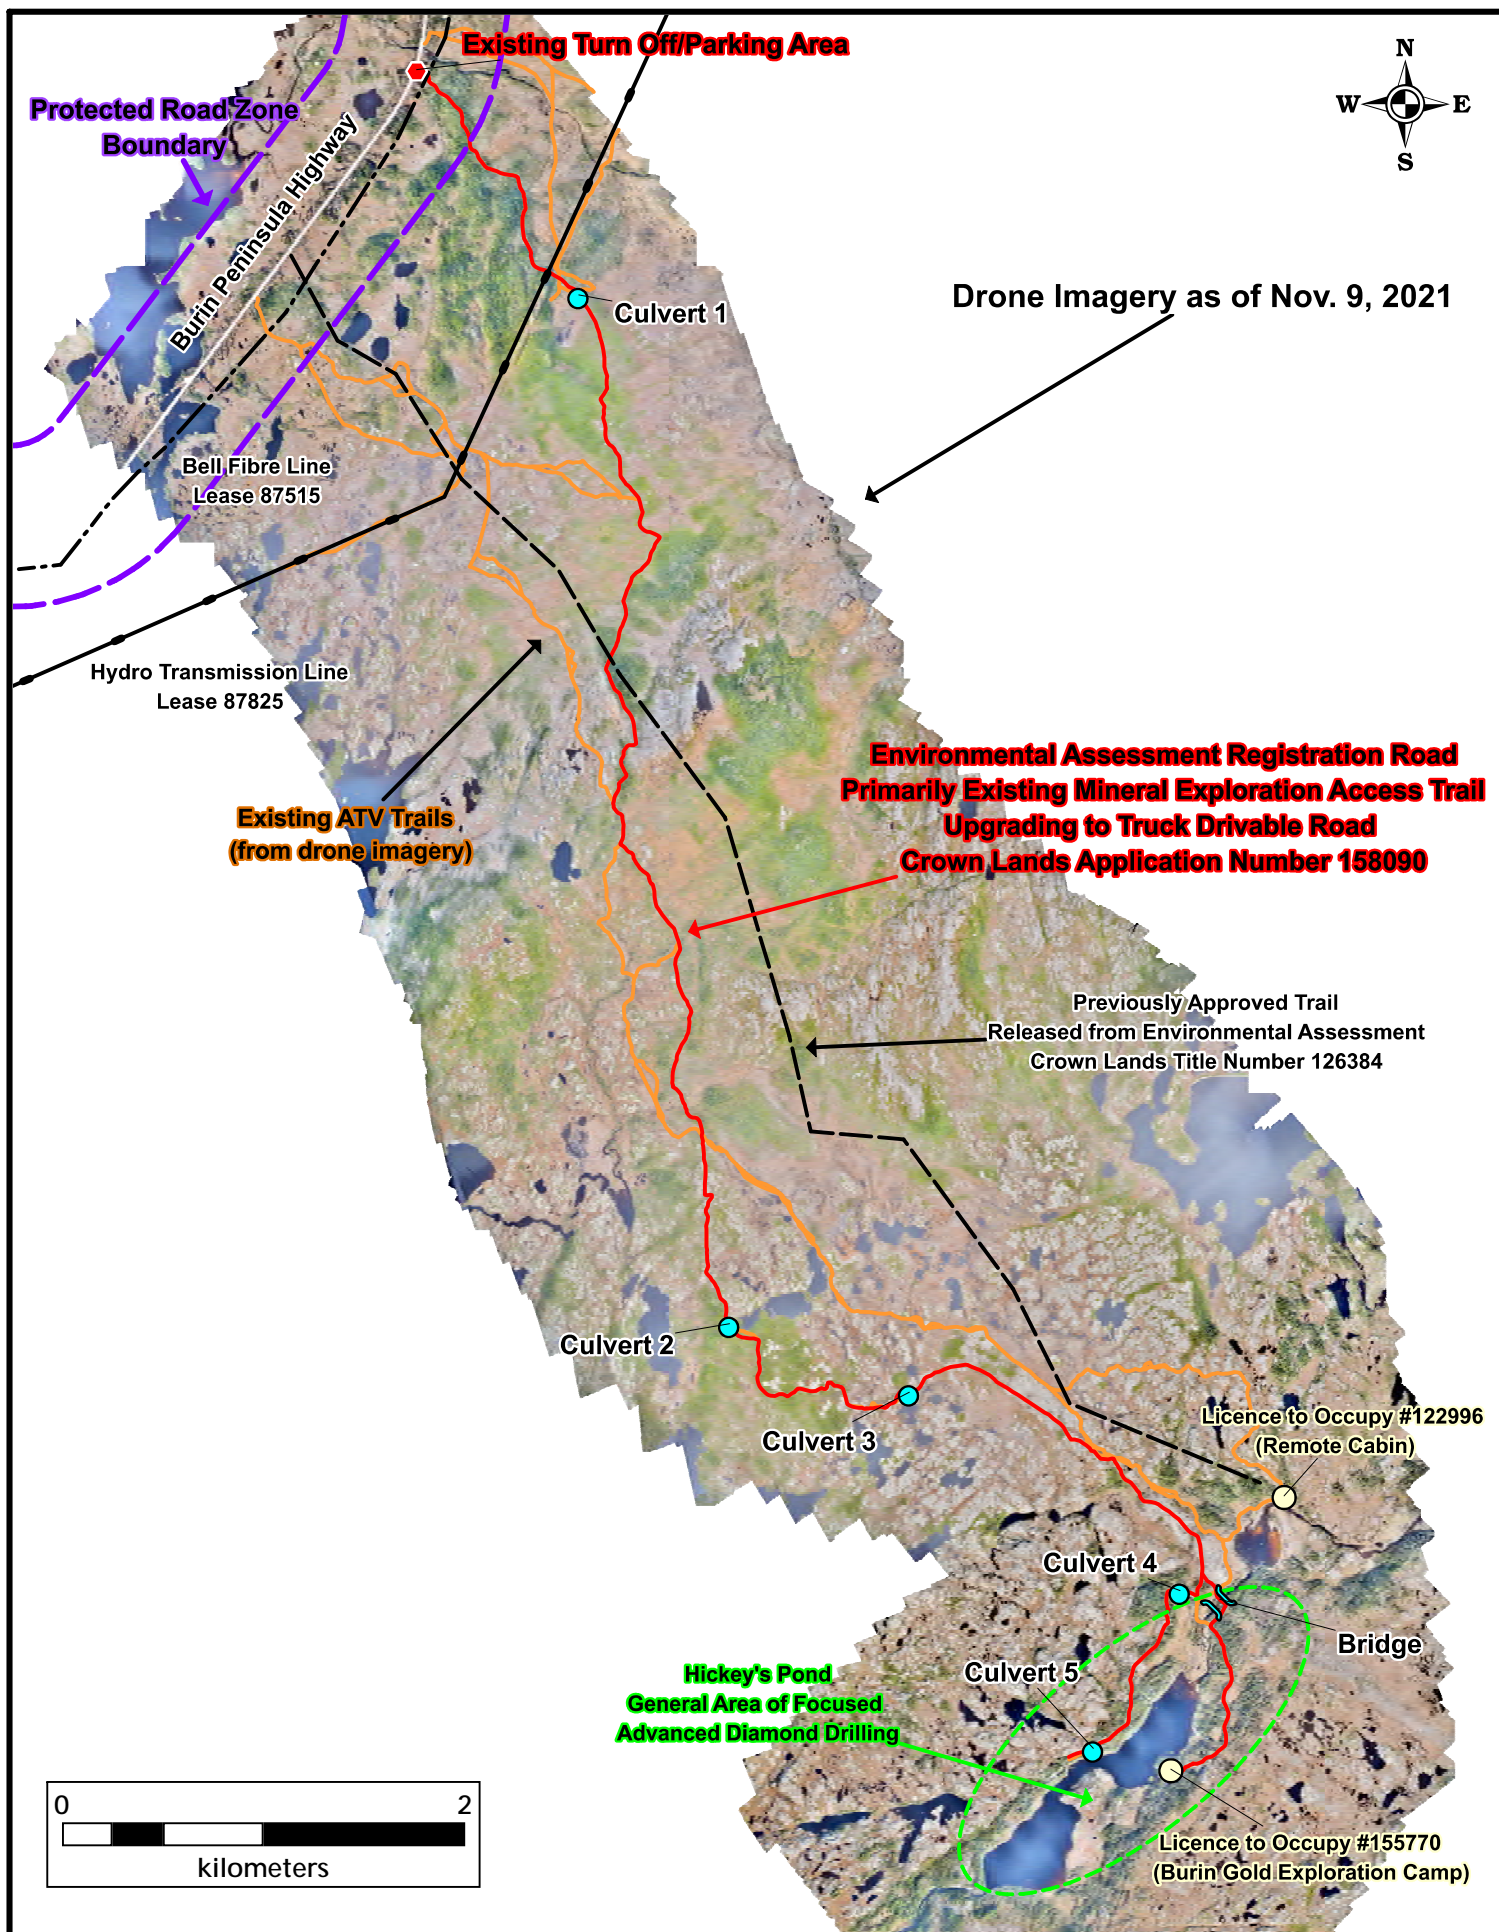 Existing Turn Off/Parking Area
N
W
E
S
Protected Road Zone
Boundary
Burin Peninsula Highway
Drone Imagery as of Nov. 9, 2021
Culvert 1
Bell Fibre Line
Lease 87515
Hydro Transmission Line
Lease 87825
Environmental Assessment Registration Road
Primarily Existing Mineral Exploration Access Trail
Upgrading to Truck Drivable Road
Crown Lands Application Number 158090
Existing ATV Trails
(from drone imagery)
Previously Approved Trail
Released from Environmental Assessment
Crown Lands Title Number 126384
Culvert 2
Culvert 3
Licence to Occupy #122996
(Remote Cabin)
Culvert 4
Bridge
Culvert 5
Hickey's Pond
General Area of Focused
Advanced Diamond Drilling
Licence to Occupy #155770
(Burin Gold Exploration Camp)
0
2
kilometers